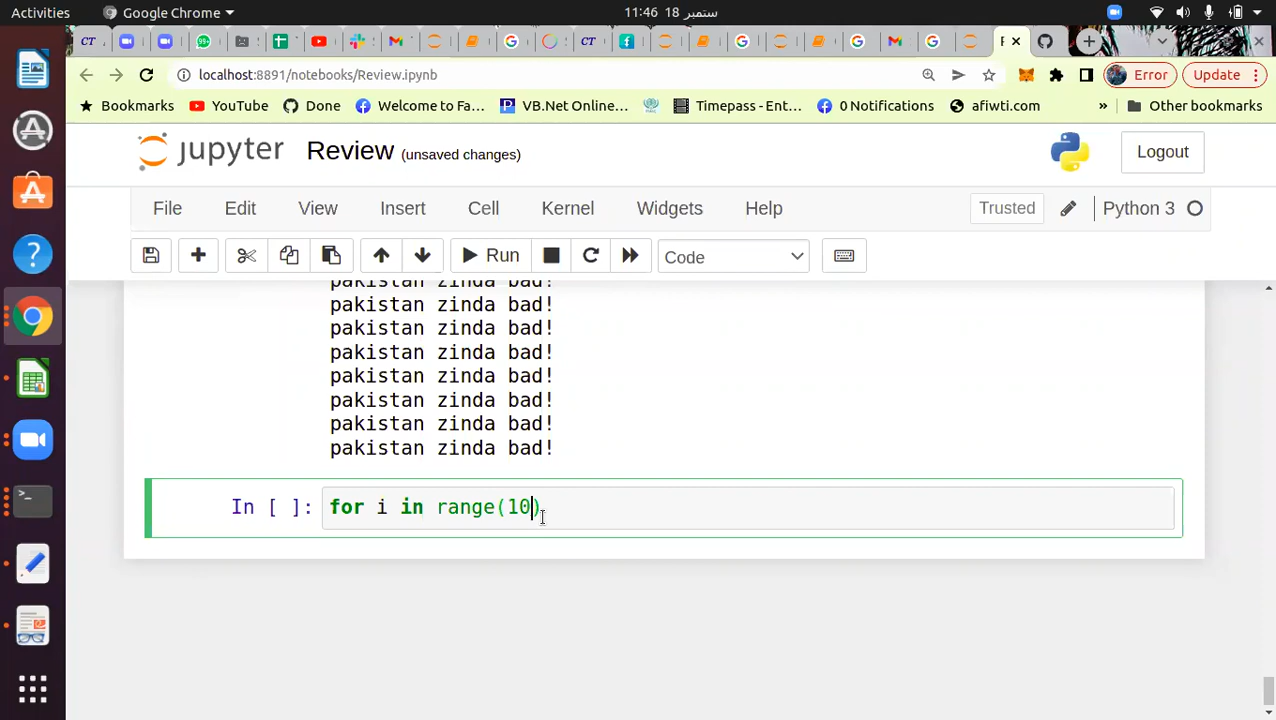 Activities Google Chrome 11:46 18 ستمبر
CT CT F
localhost:8891/notebooks/Review.ipynb Error Update
Bookmarks YouTube Done Welcome to Fa... VB.Net Online... Timepass - Ent... 0 Notifications afiwti.com » Other bookmarks
jupyter Review (unsaved changes) Logout
File Edit View Insert Cell Kernel Widgets Help Trusted Python 3
Run Code
pakistan zinda bad!
pakistan zinda bad!
pakistan zinda bad!
pakistan zinda bad!
pakistan zinda bad!
pakistan zinda bad!
pakistan zinda bad!
pakistan zinda bad!
In [ ]: for i in range(10)